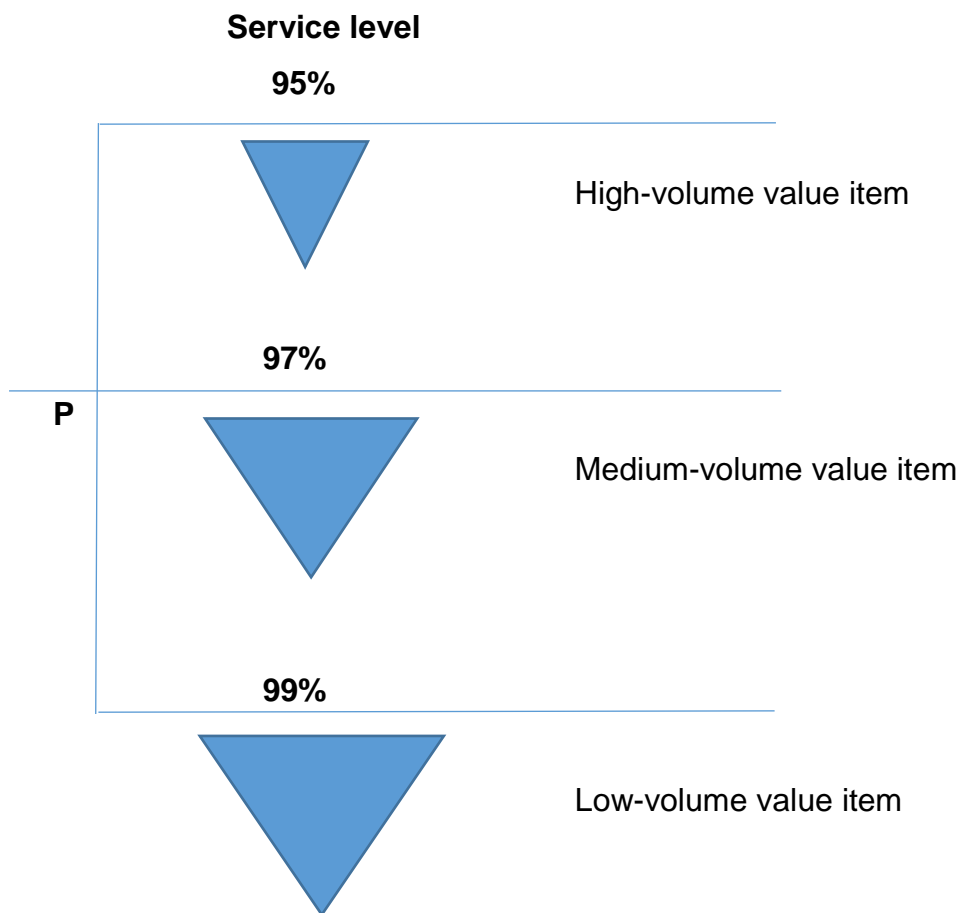 Service level
95%
High-volume value item
97%
P
Medium-volume value item
99%
Low-volume value item